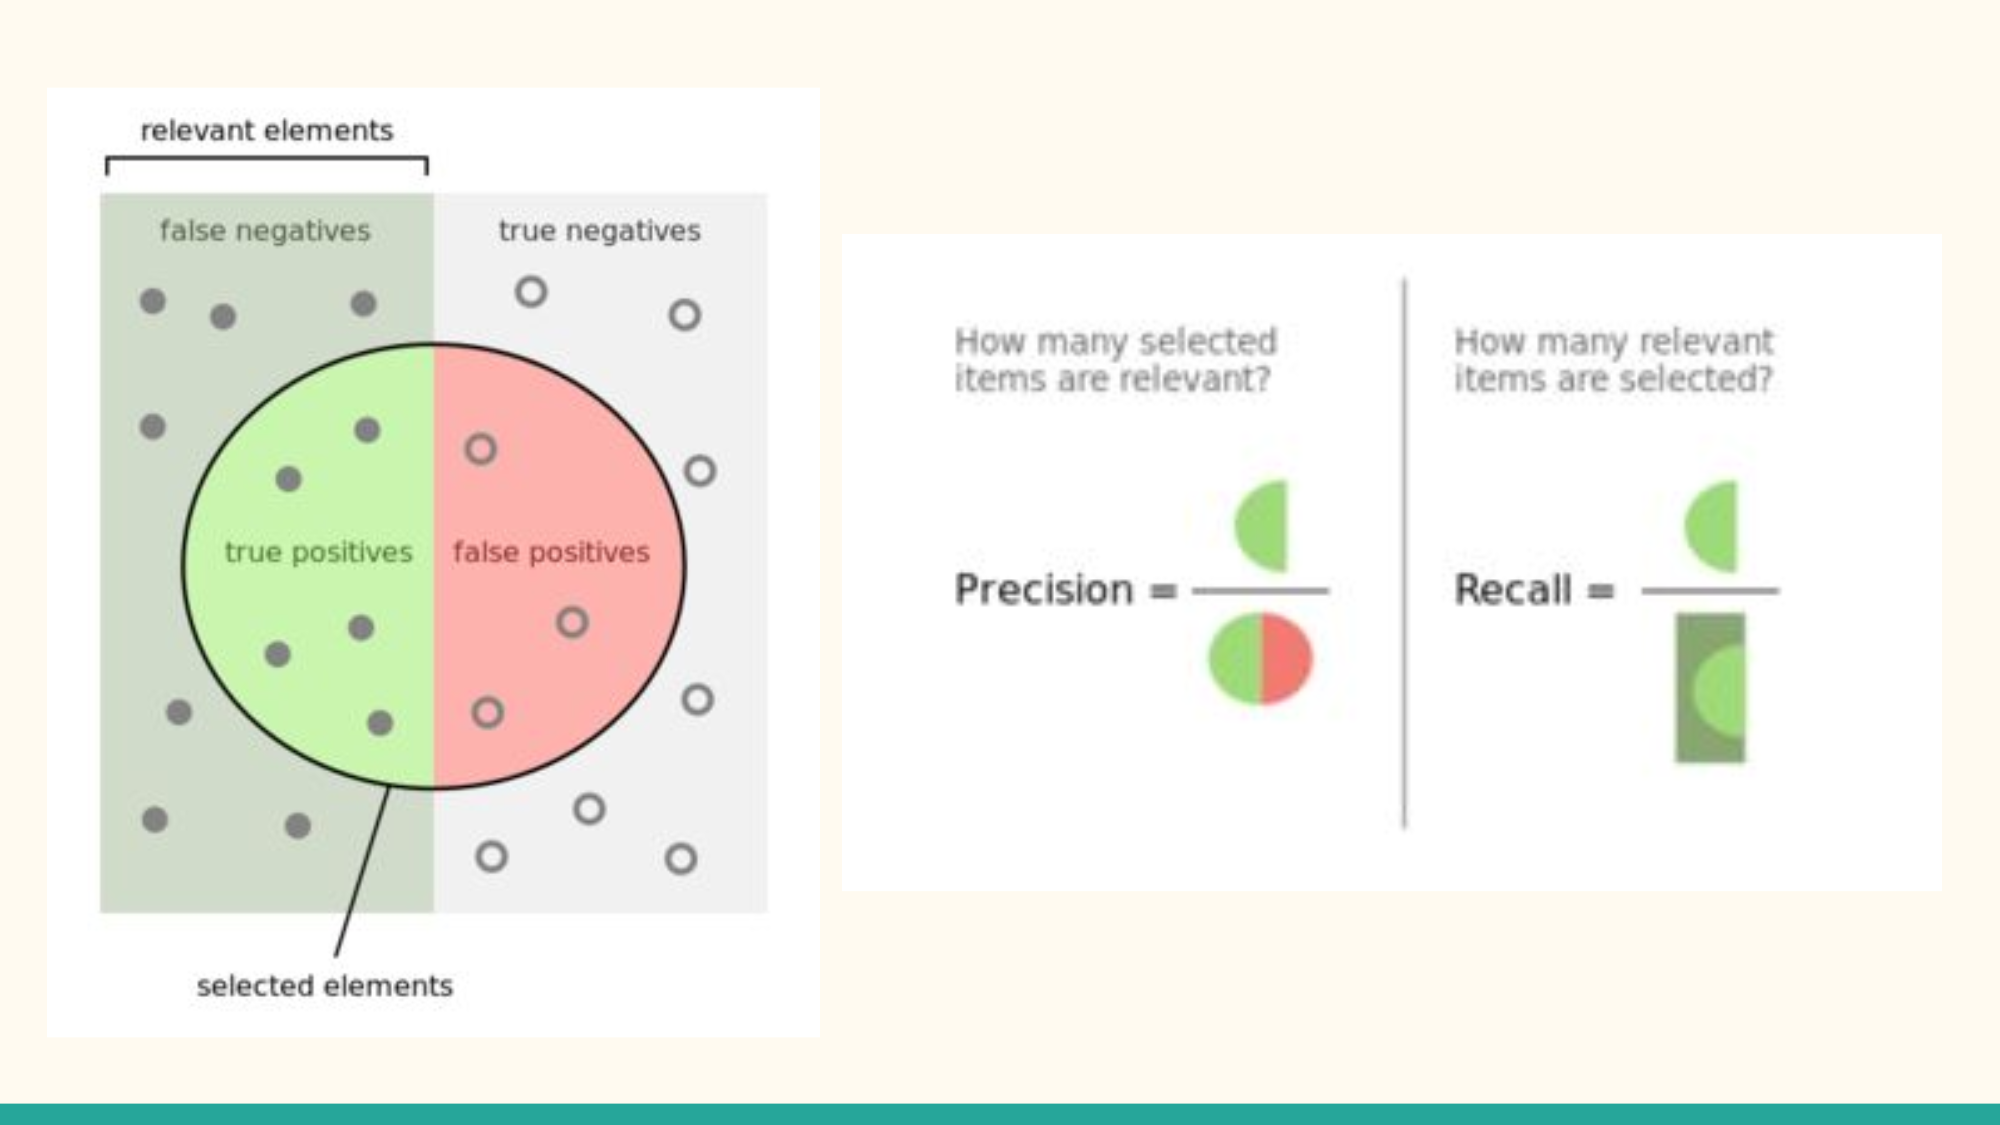 relevant elements
false negatives
true negatives
true positives
false positives
selected elements
How many selected
items are relevant?
Precision =
How many relevant
items are selected?
Recall =